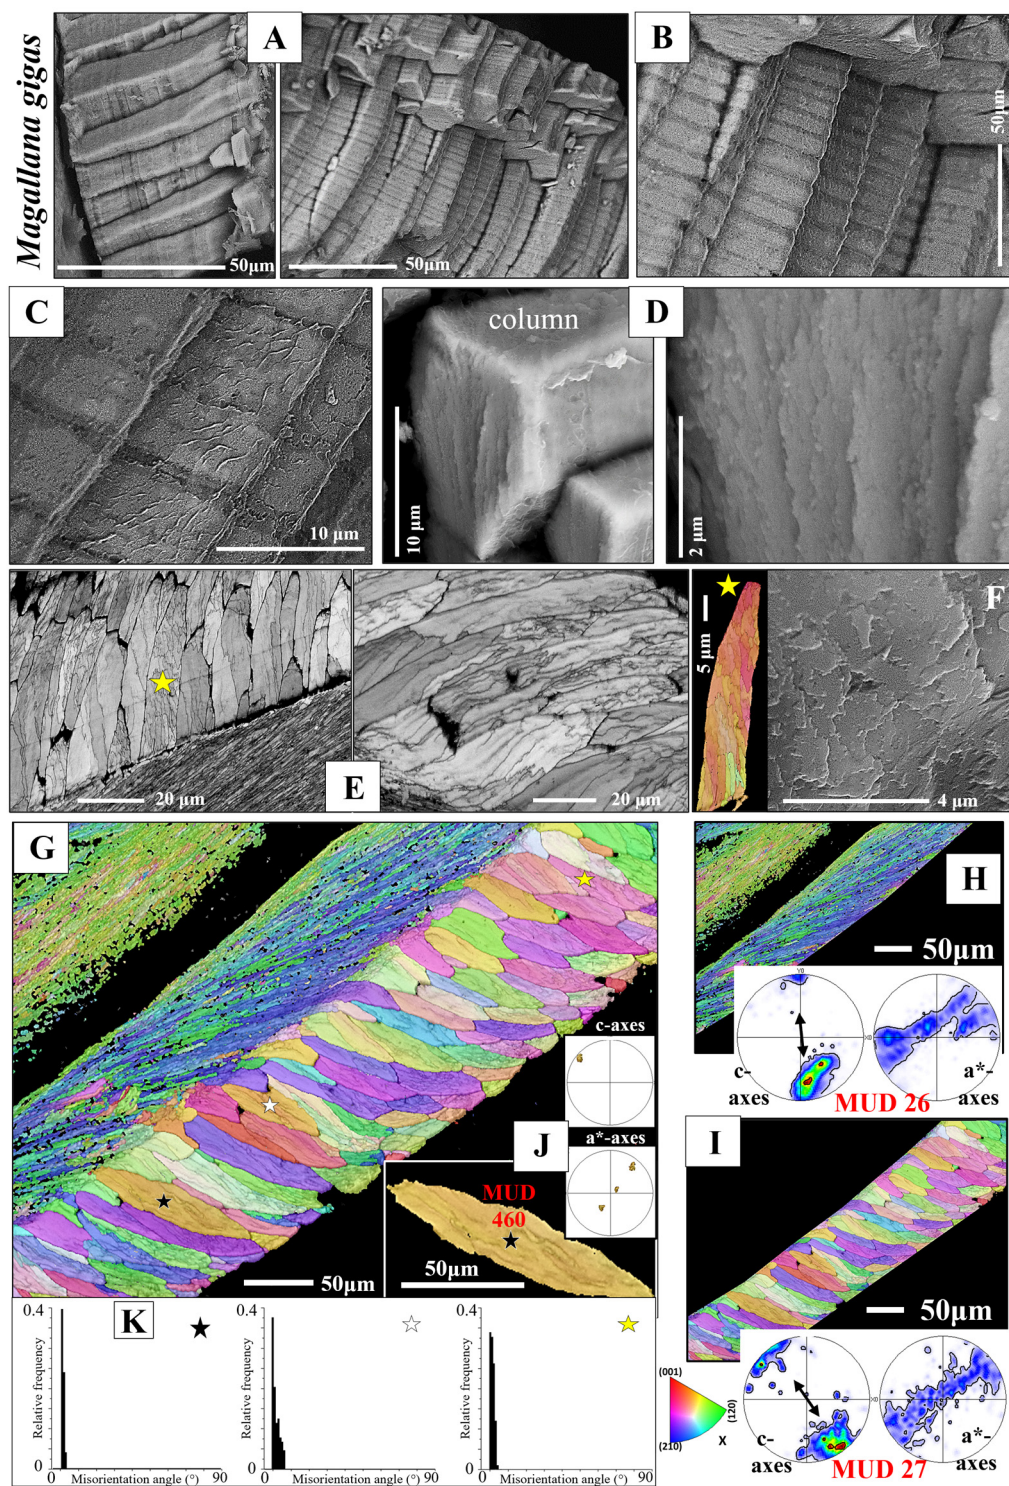 Magallana gigas
A
B
50µm
50µm
50µm
C
column
D
10 µm
10 µm
2 µm
E
F
5 µm
20 µm
20 µm
4 µm
G
H
50µm
Y0
X0
c-
axes
a*-
axes
MUD 26
c-axes
a*-axes
J
MUD
460
50µm
50µm
I
50µm
K
0.4
0.4
0.4
Relative frequency
Relative frequency
Relative frequency
0
0
0
Misorientation angle (°)
90
Misorientation angle (°)
90
Misorientation angle (°)
90
(001)
(120)
(210)
X
X0
c-
axes
a*-
axes
MUD 27